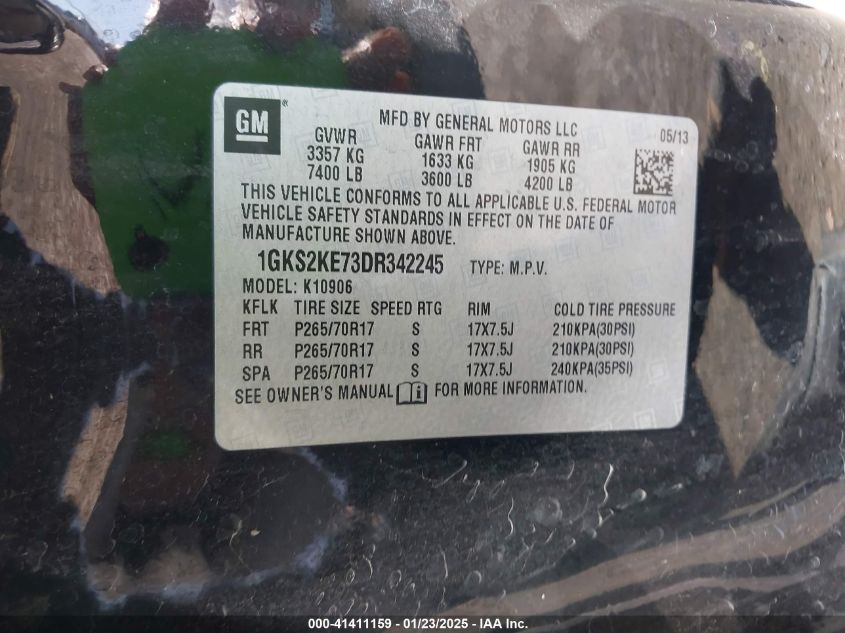 GM ®
MFD BY GENERAL MOTORS LLC 05/13
GVWR GAWR FRT GAWR RR
3357 KG 1633 KG 1905 KG
7400 LB 3600 LB 4200 LB
THIS VEHICLE CONFORMS TO ALL APPLICABLE U.S. FEDERAL MOTOR
VEHICLE SAFETY STANDARDS IN EFFECT ON THE DATE OF
MANUFACTURE SHOWN ABOVE.
1GKS2KE73DR342245 TYPE: M.P.V.
MODEL: K10906
KFLK TIRE SIZE SPEED RTG RIM COLD TIRE PRESSURE
FRT P265/70R17 S 17X7.5J 210KPA(30PSI)
RR P265/70R17 S 17X7.5J 210KPA(30PSI)
SPA P265/70R17 S 17X7.5J 240KPA(35PSI)
SEE OWNER'S MANUAL FOR MORE INFORMATION.
000-41411159 - 01/23/2025 - IAA Inc.